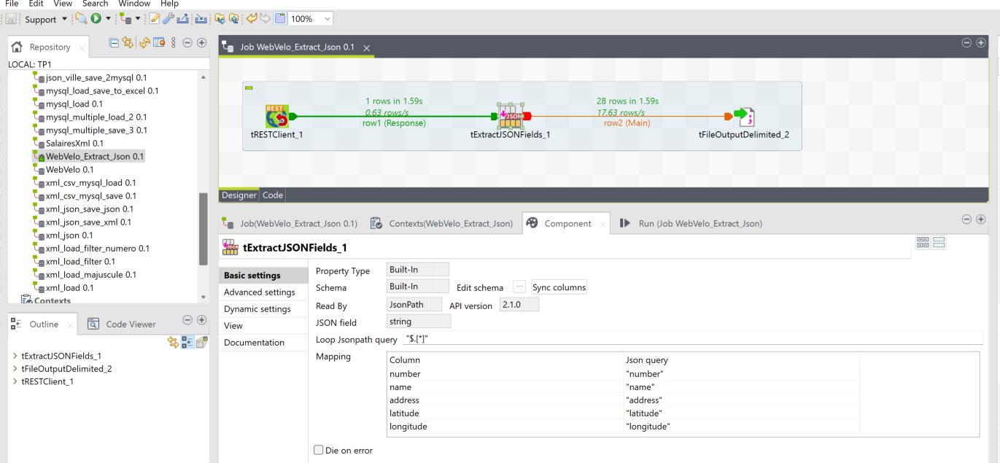 File Edit View Search Window Help
Support 100%
Repository
LOCAL: TP1
json_ville_save_2mysql 0.1
mysql_load_save_to_excel 0.1
mysql_load 0.1
mysql_multiple_load_2 0.1
mysql_multiple_save_3 0.1
SalairesXml 0.1
WebVelo_Extract_Json 0.1
WebVelo 0.1
xml_csv_mysql_load 0.1
xml_csv_mysql_save 0.1
xml_json_save_json 0.1
xml_json_save_xml 0.1
xml_json 0.1
xml_load_filter_numero 0.1
xml_load_filter 0.1
xml_load_majuscule 0.1
xml_load 0.1
Contexts
Outline Code Viewer
tExtractJSONFields_1
tFileOutputDelimited_2
tRESTClient_1
Job WebVelo_Extract_Json 0.1
1 rows in 1.59s
0.63 rows/s
row1 (Response)
28 rows in 1.59s
17.63 rows/s
row2 (Main)
REST
JSON
tRESTClient_1
tExtractJSONFields_1
tFileOutputDelimited_2
Designer Code
Job(WebVelo_Extract_Json 0.1) Contexts(WebVelo_Extract_Json) Component Run (Job WebVelo_Extract_Json)
JSON
tExtractJSONFields_1
Basic settings
Advanced settings
Dynamic settings
View
Documentation
Property Type Built-In
Schema Built-In Edit schema ... Sync columns
Read By JsonPath API version 2.1.0
JSON field string
Loop Jsonpath query "$.[*]"
Mapping
Column Json query
number "number"
name "name"
address "address"
latitude "latitude"
longitude "longitude"
Die on error